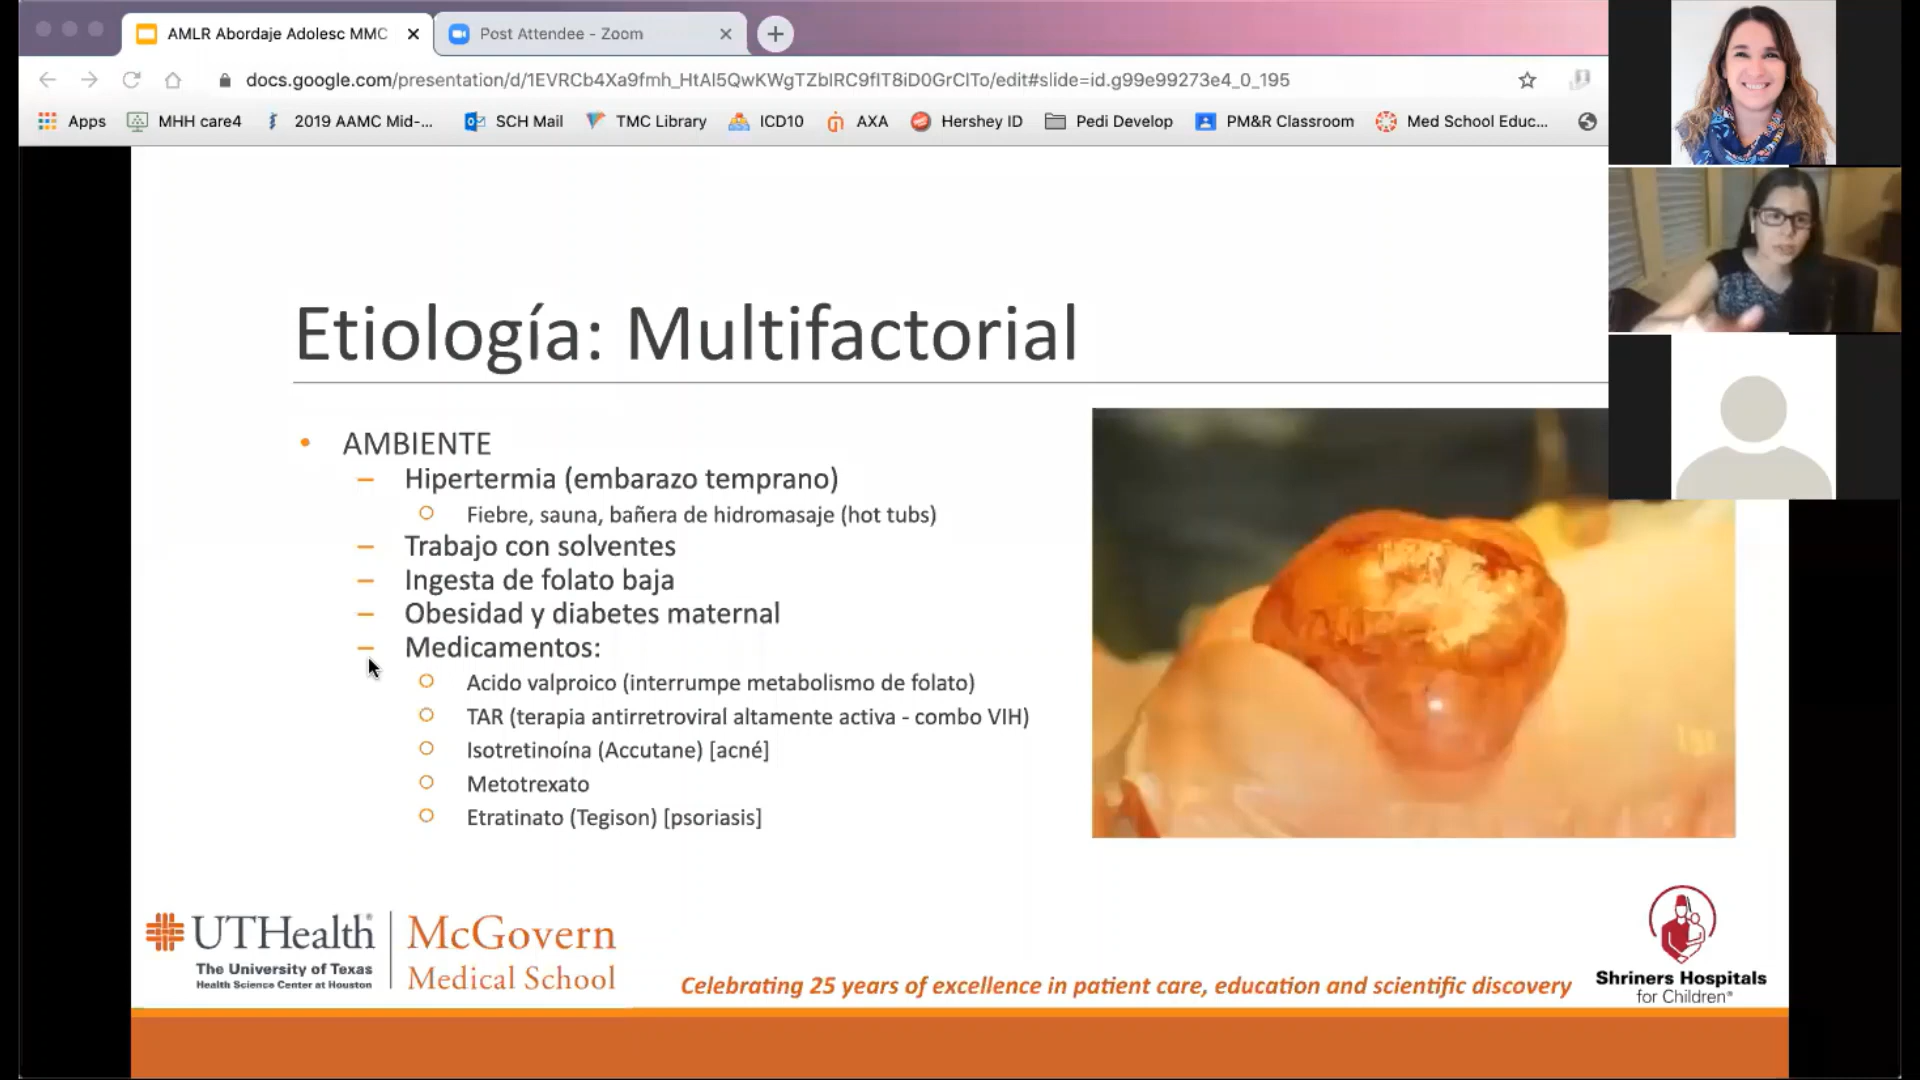 AMLR Abordaje Adolesc MMC
Post Attendee - Zoom
docs.google.com/presentation/d/1EVRCb4Xa9fmh_HtAl5QwKWgTZblRC9flT8iD0GrClTo/edit#slide=id.g99e99273e4_0_195
Apps MHH care4 2019 AAMC Mid-... SCH Mail TMC Library ICD10 AXA Hershey ID Pedi Develop PM&R Classroom Med School Educ...
Etiología: Multifactorial
• AMBIENTE
– Hipertermia (embarazo temprano)
○ Fiebre, sauna, bañera de hidromasaje (hot tubs)
– Trabajo con solventes
– Ingesta de folato baja
– Obesidad y diabetes maternal
– Medicamentos:
○ Acido valproico (interrumpe metabolismo de folato)
○ TAR (terapia antirretroviral altamente activa - combo VIH)
○ Isotretinoína (Accutane) [acné]
○ Metotrexato
○ Etratinato (Tegison) [psoriasis]
UTHealth®
The University of Texas
Health Science Center at Houston
McGovern
Medical School
Celebrating 25 years of excellence in patient care, education and scientific discovery
Shriners Hospitals
for Children®